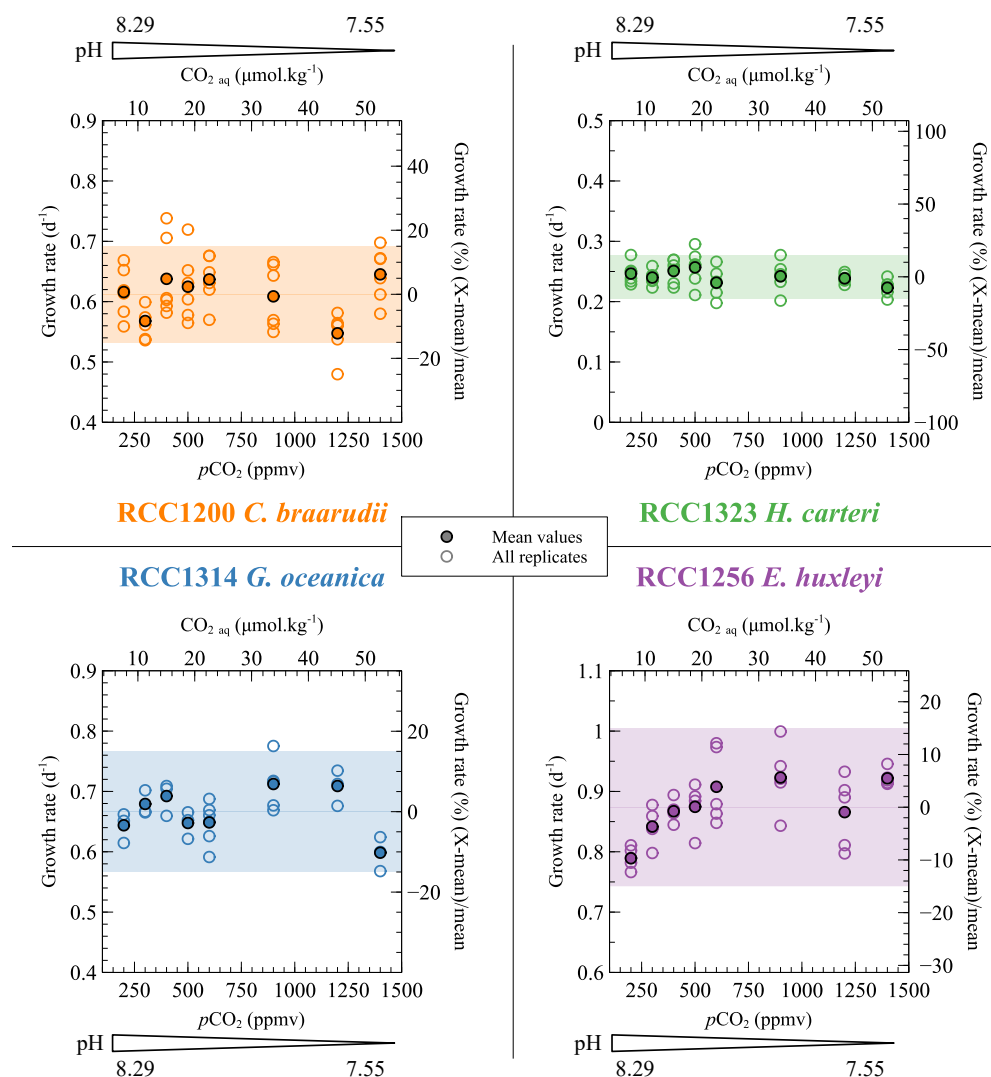 8.29 7.55
pH
CO2 aq (μmol.kg-1)
10 20 30 40 50
0.9
0.8
0.7
0.6
0.5
0.4
Growth rate (d-1)
40
20
0
−20
Growth rate (%) (X-mean)/mean
250 500 750 1000 1250 1500
pCO2 (ppmv)
RCC1200 C. braarudii
8.29 7.55
pH
CO2 aq (μmol.kg-1)
10 20 30 40 50
0.5
0.4
0.3
0.2
0.1
0
Growth rate (d-1)
100
50
0
−50
−100
Growth rate (%) (X-mean)/mean
250 500 750 1000 1250 1500
pCO2 (ppmv)
RCC1323 H. carteri
Mean values
All replicates
RCC1314 G. oceanica
CO2 aq (μmol.kg-1)
10 20 30 40 50
0.9
0.8
0.7
0.6
0.5
0.4
Growth rate (d-1)
20
0
−20
Growth rate (%) (X-mean)/mean
250 500 750 1000 1250 1500
pCO2 (ppmv)
pH
8.29 7.55
RCC1256 E. huxleyi
CO2 aq (μmol.kg-1)
10 20 30 40 50
1.1
1
0.9
0.8
0.7
0.6
Growth rate (d-1)
20
10
0
−10
−20
−30
Growth rate (%) (X-mean)/mean
250 500 750 1000 1250 1500
pCO2 (ppmv)
pH
8.29 7.55